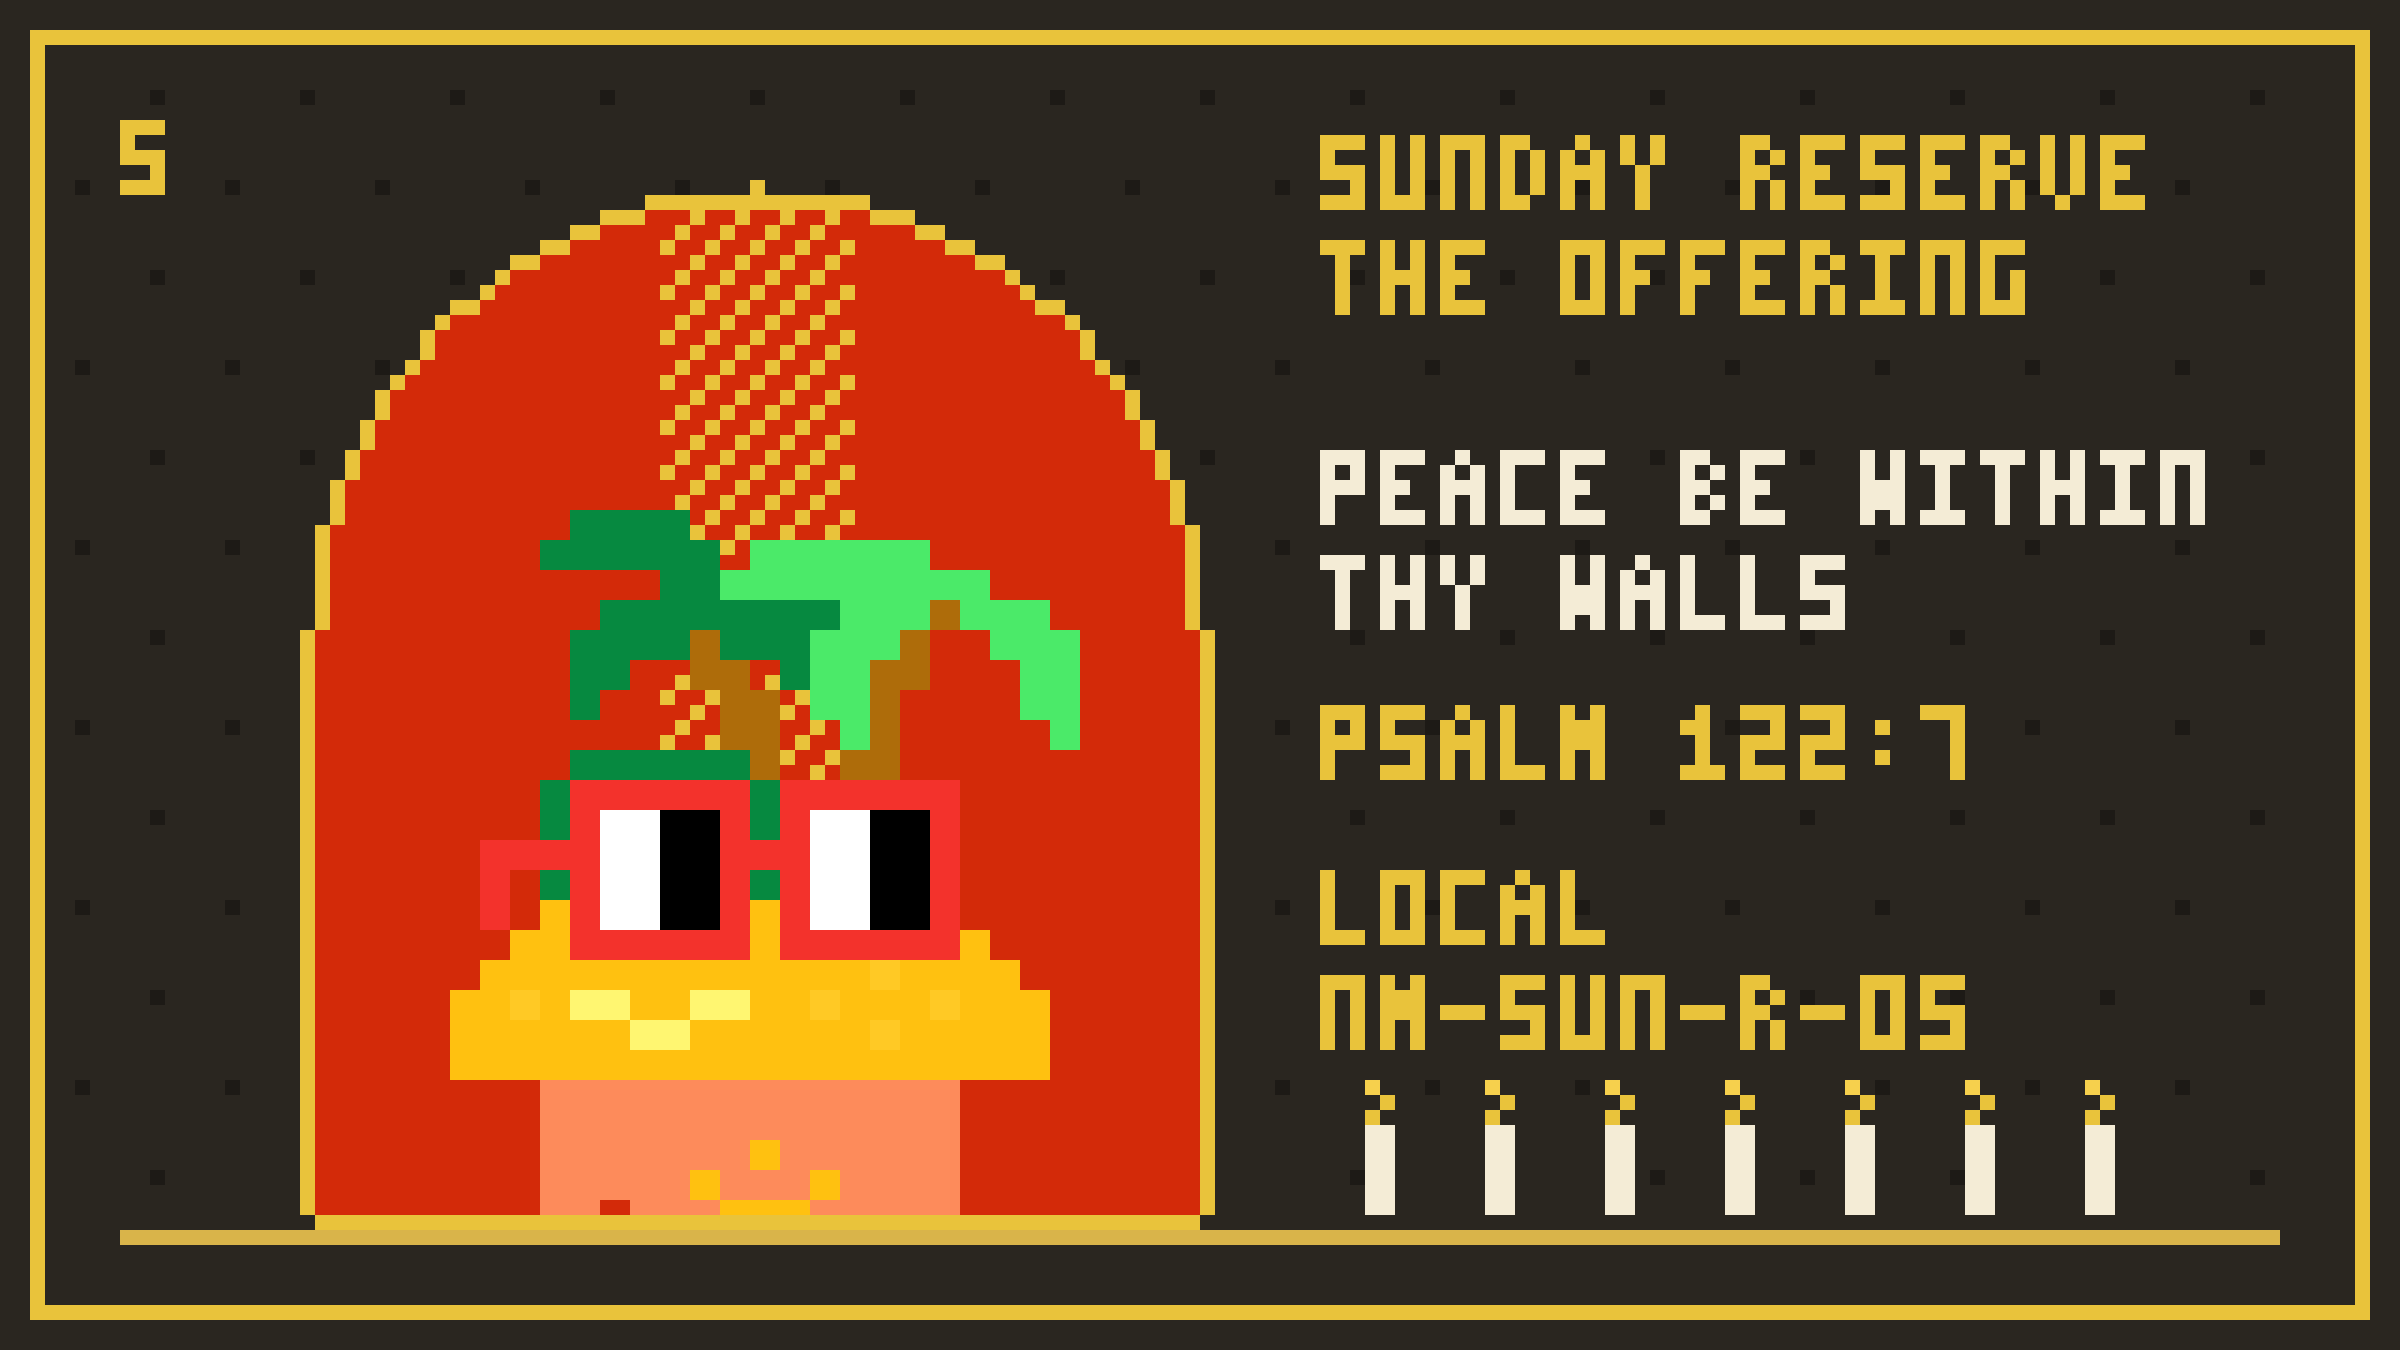 5
SUNDAY RESERVE
THE OFFERING
PEACE BE WITHIN
THY WALLS
PSALM 122:7
LOCAL
NM-SUN-R-05